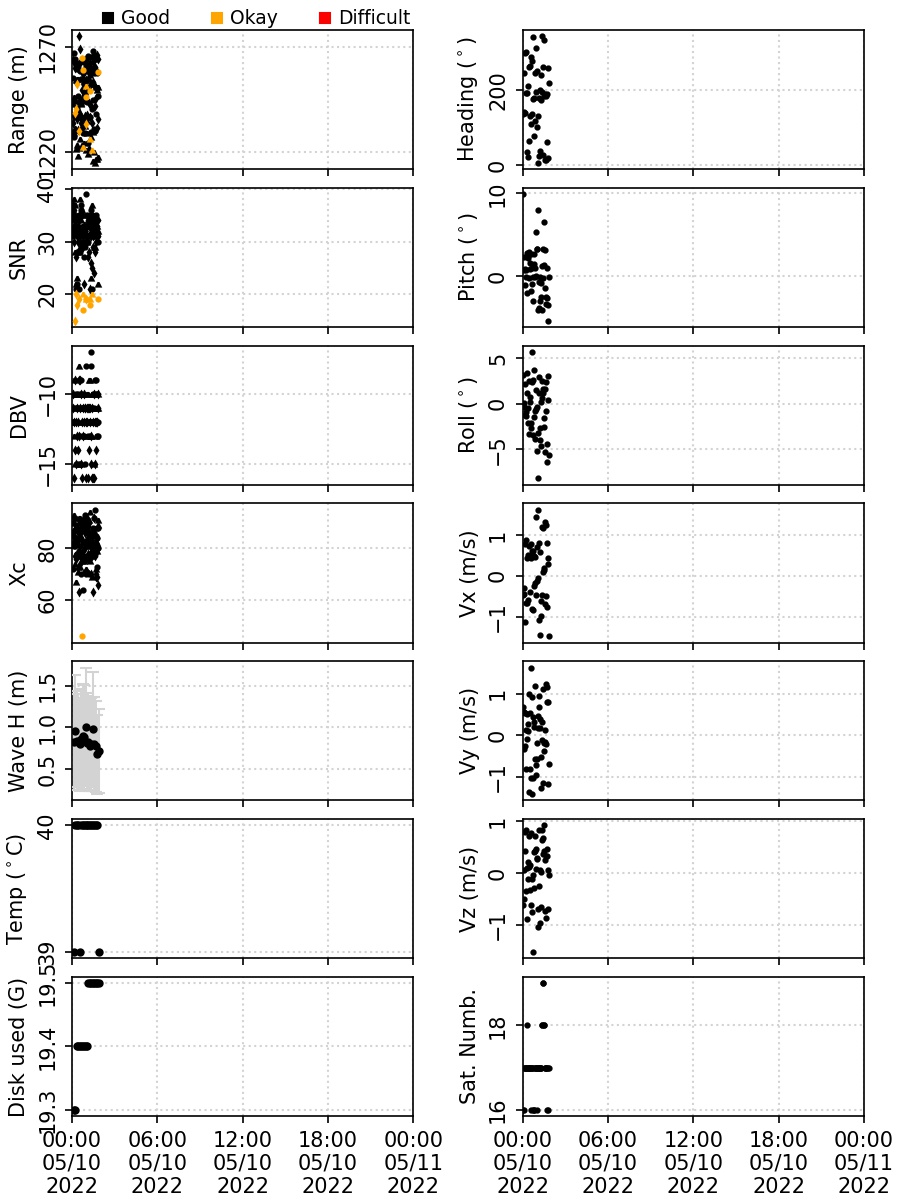 Good Okay Difficult
Range (m)
1270
1220
Heading (°)
200
0
SNR
40
30
20
Pitch (°)
10
0
DBV
−10
−15
Roll (°)
5
0
−5
Xc
80
60
Vx (m/s)
1
0
−1
Wave H (m)
1.5
1.0
0.5
Vy (m/s)
1
0
−1
Temp (°C)
40
39
Vz (m/s)
1
0
−1
Disk used (G)
19.5
19.4
19.3
Sat. Numb.
18
16
00:00 06:00 12:00 18:00 00:00
05/10 05/10 05/10 05/10 05/11
2022 2022 2022 2022 2022
00:00 06:00 12:00 18:00 00:00
05/10 05/10 05/10 05/10 05/11
2022 2022 2022 2022 2022